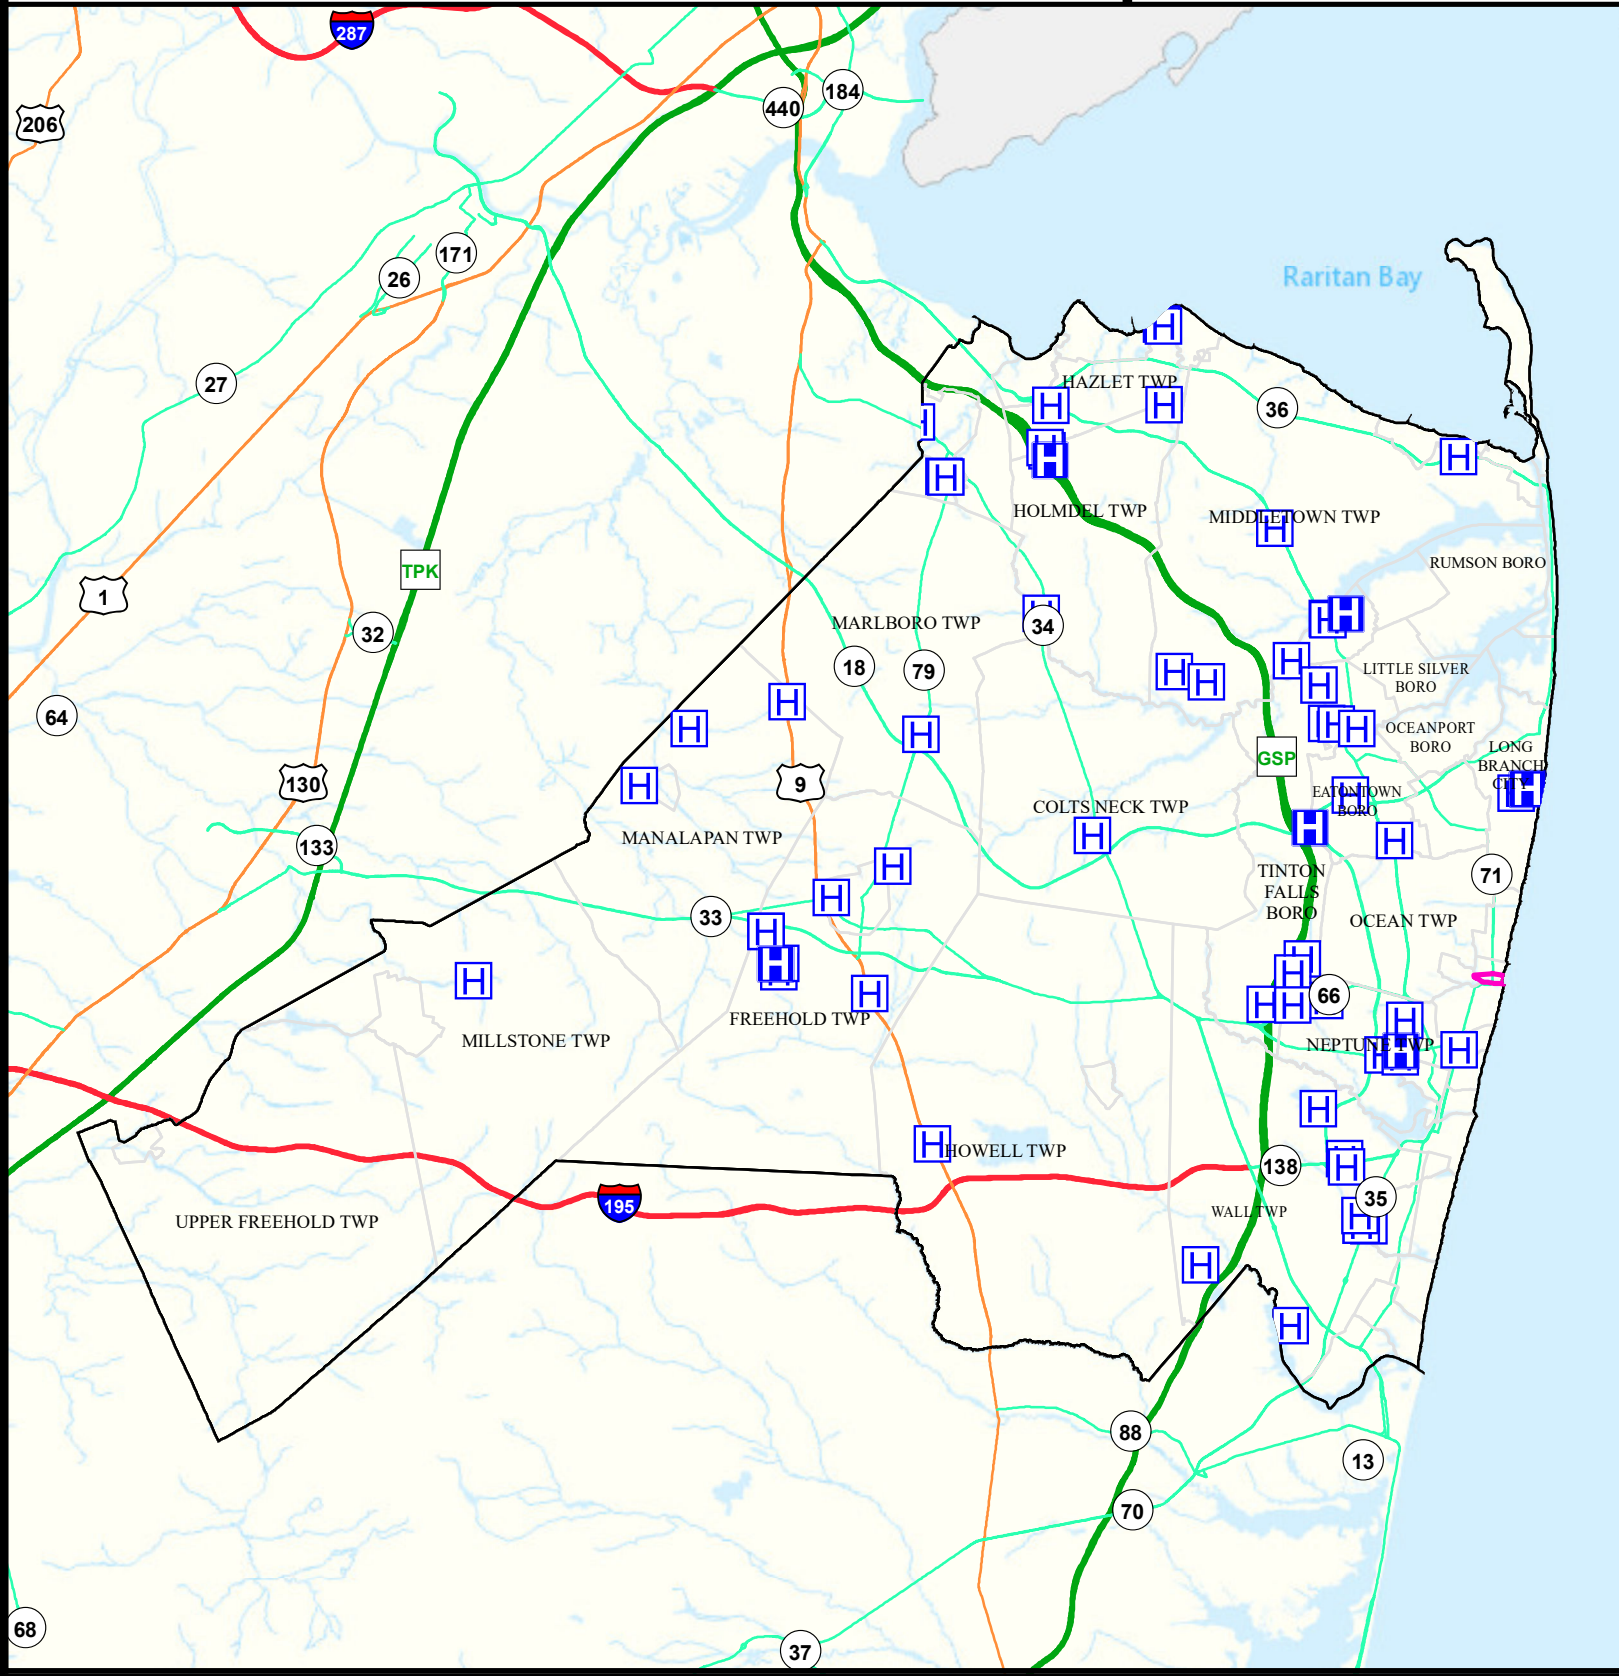 287
184
440
206
171
26
Raritan Bay
H
27
HAZLET TWP
H
H
36
H
H
H
H
HOLMDEL TWP
MIDDLETOWN TWP
H
RUMSON BORO
TPK
1
H
H
H
MARLBORO TWP
34
32
18
79
H
H
H
LITTLE SILVER
BORO
H
64
H
H
H
H
H
OCEANPORT
BORO
GSP
LONG
BRANCH
CITY
130
H
9
H
EATONTOWN
BORO
H
COLTS NECK TWP
H
H
H
MANALAPAN TWP
133
H
TINTON
FALLS
BORO
71
H
33
H
OCEAN TWP
H
H
H
H
H
H
H
H
66
FREEHOLD TWP
H
MILLSTONE TWP
NEPTUNE TWP
H
H
H
H
H
HOWELL TWP
138
H
195
35
UPPER FREEHOLD TWP
WALL TWP
H
H
H
88
13
70
68
37